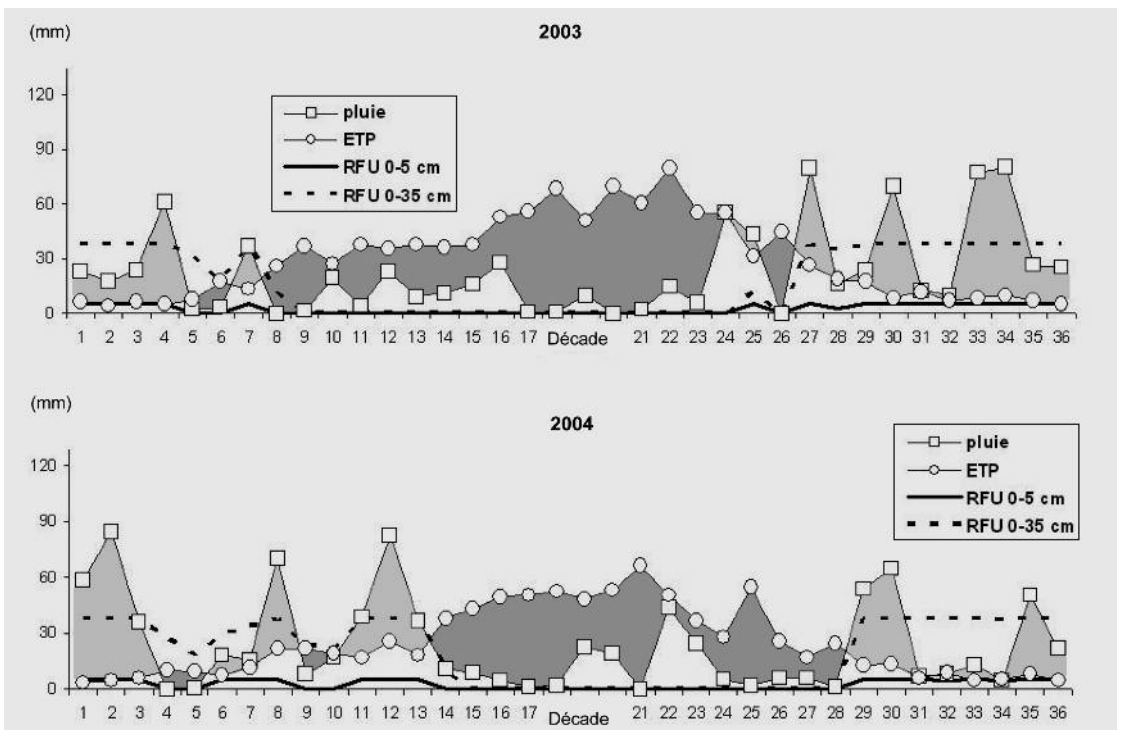 (mm)
2003
120
90
60
30
0
pluie
ETP
RFU 0-5 cm
RFU 0-35 cm
1 2 3 4 5 6 7 8 9 10 11 12 13 14 15 16 17 Décade 21 22 23 24 25 26 27 28 29 30 31 32 33 34 35 36
(mm)
2004
120
90
60
30
0
pluie
ETP
RFU 0-5 cm
RFU 0-35 cm
1 2 3 4 5 6 7 8 9 10 11 12 13 14 15 16 17 Décade 21 22 23 24 25 26 27 28 29 30 31 32 33 34 35 36